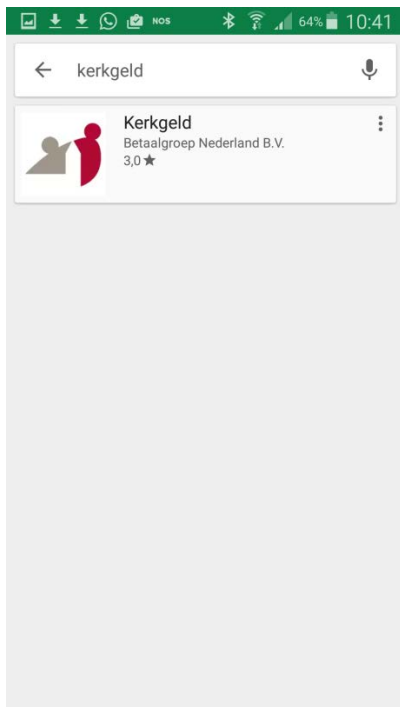 NOS 64% 10:41
kerkgeld
Kerkgeld
Betaalgroep Nederland B.V.
3,0 ★